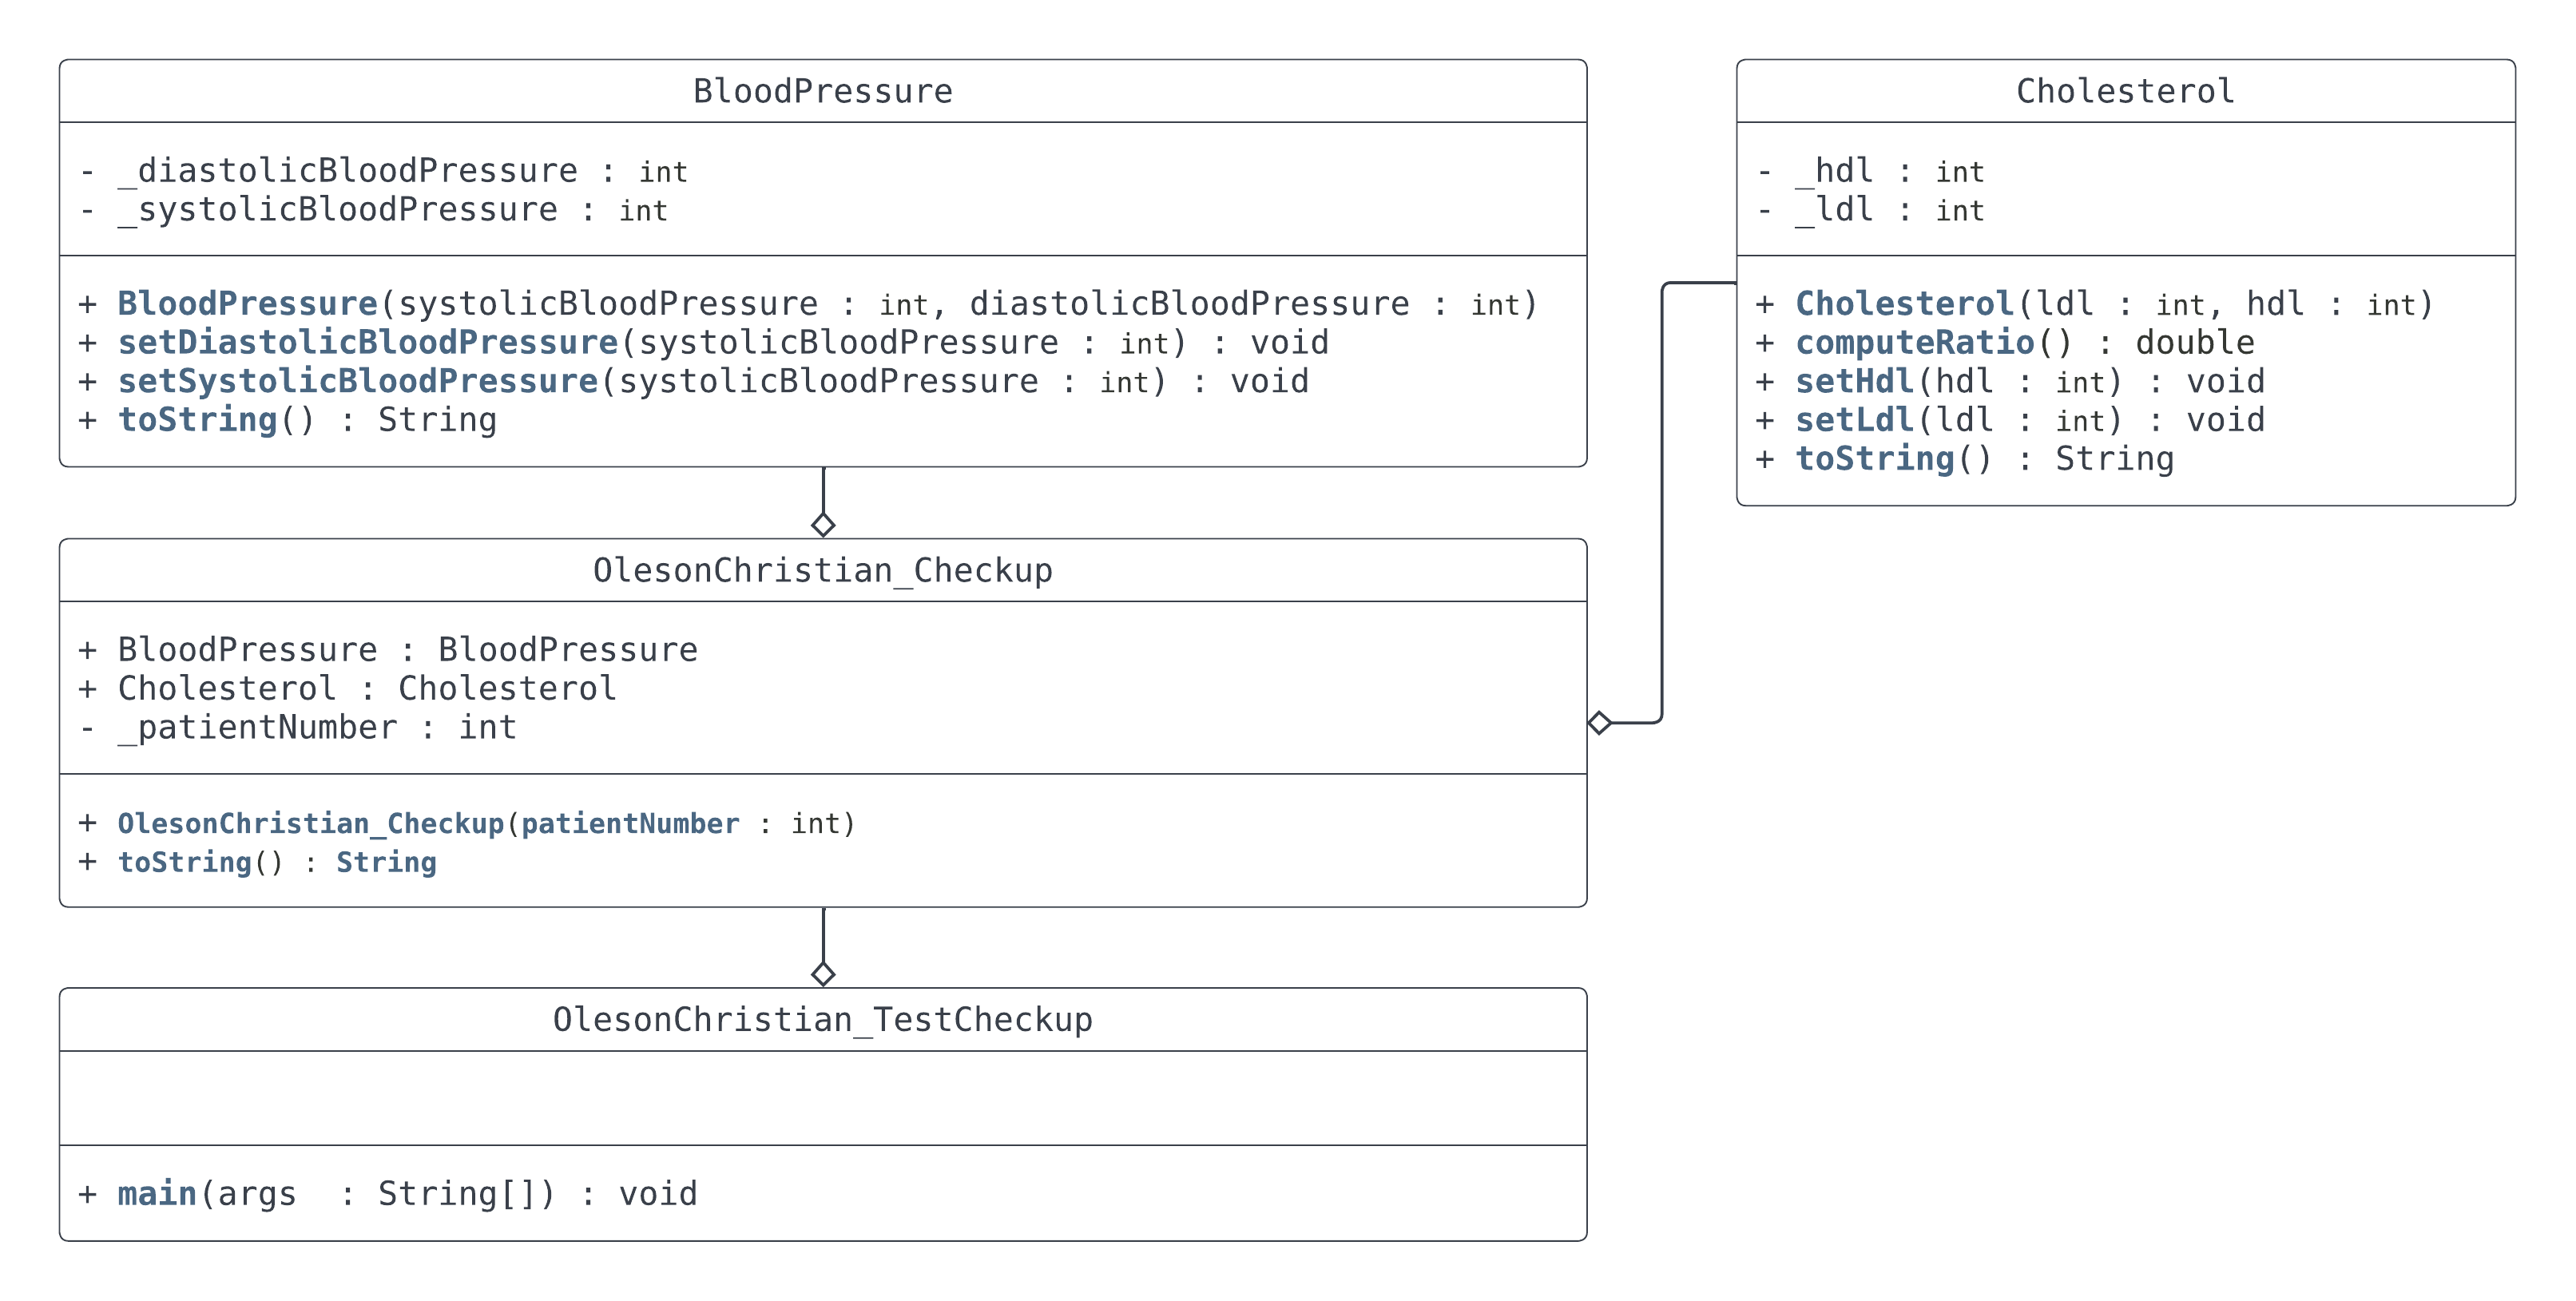 BloodPressure
- _diastolicBloodPressure : int
- _systolicBloodPressure : int
+ BloodPressure(systolicBloodPressure : int, diastolicBloodPressure : int)
+ setDiastolicBloodPressure(systolicBloodPressure : int) : void
+ setSystolicBloodPressure(systolicBloodPressure : int) : void
+ toString() : String
Cholesterol
- _hdl : int
- _ldl : int
+ Cholesterol(ldl : int, hdl : int)
+ computeRatio() : double
+ setHdl(hdl : int) : void
+ setLdl(ldl : int) : void
+ toString() : String
OlesonChristian_Checkup
+ BloodPressure : BloodPressure
+ Cholesterol : Cholesterol
- _patientNumber : int
+ OlesonChristian_Checkup(patientNumber : int)
+ toString() : String
OlesonChristian_TestCheckup
+ main(args  : String[]) : void